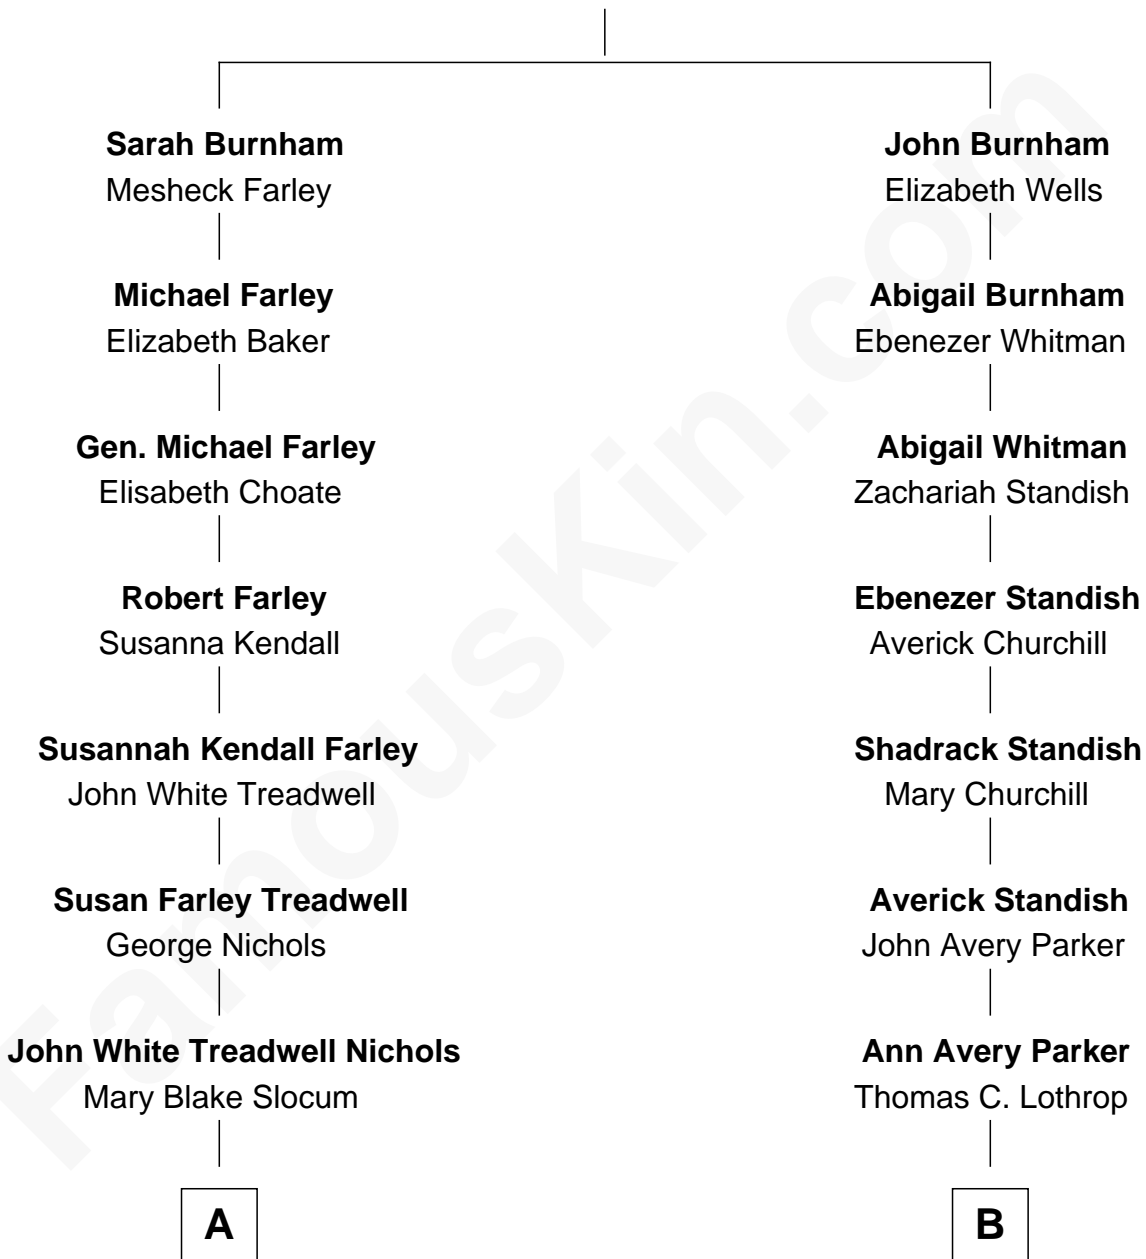 Sarah Burnham
Mesheck Farley
Michael Farley
Elizabeth Baker
Gen. Michael Farley
Elisabeth Choate
Robert Farley
Susanna Kendall
Susannah Kendall Farley
John White Treadwell
Susan Farley Treadwell
George Nichols
John White Treadwell Nichols
Mary Blake Slocum
A
John Burnham
Elizabeth Wells
Abigail Burnham
Ebenezer Whitman
Abigail Whitman
Zachariah Standish
Ebenezer Standish
Averick Churchill
Shadrack Standish
Mary Churchill
Averick Standish
John Avery Parker
Ann Avery Parker
Thomas C. Lothrop
B
FamousKin.com